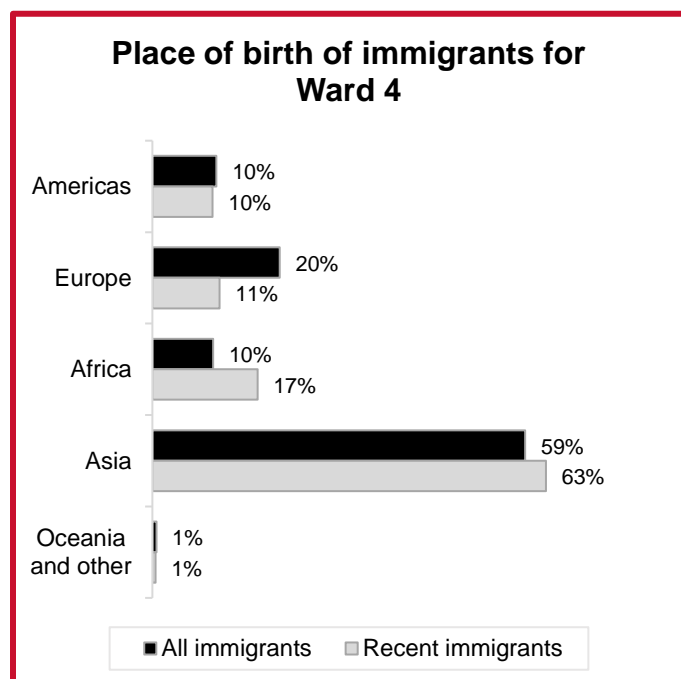 Place of birth of immigrants for
Ward 4
Americas
10%
10%
Europe
20%
11%
Africa
10%
17%
Asia
59%
63%
Oceania
and other
1%
1%
All immigrants
Recent immigrants